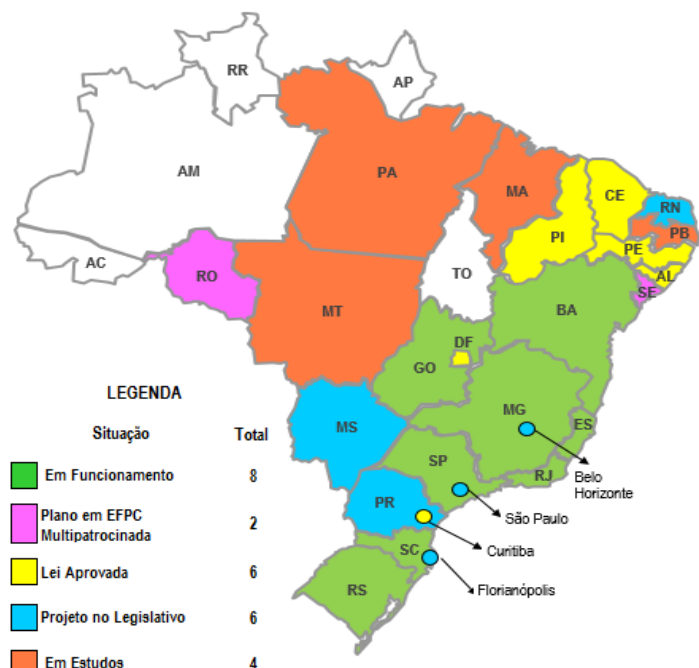 RR
AP
AM
PA
MA
CE
RN
PB
PI
PE
AL
SE
AC
RO
TO
BA
MT
DF
GO
MG
ES
MS
SP
RJ
PR
SC
RS
Belo
Horizonte
São Paulo
Curitiba
Florianópolis
LEGENDA
Situação Total
Em Funcionamento 8
Plano em EFPC
Multipatrocinada 2
Lei Aprovada 6
Projeto no Legislativo 6
Em Estudos 4